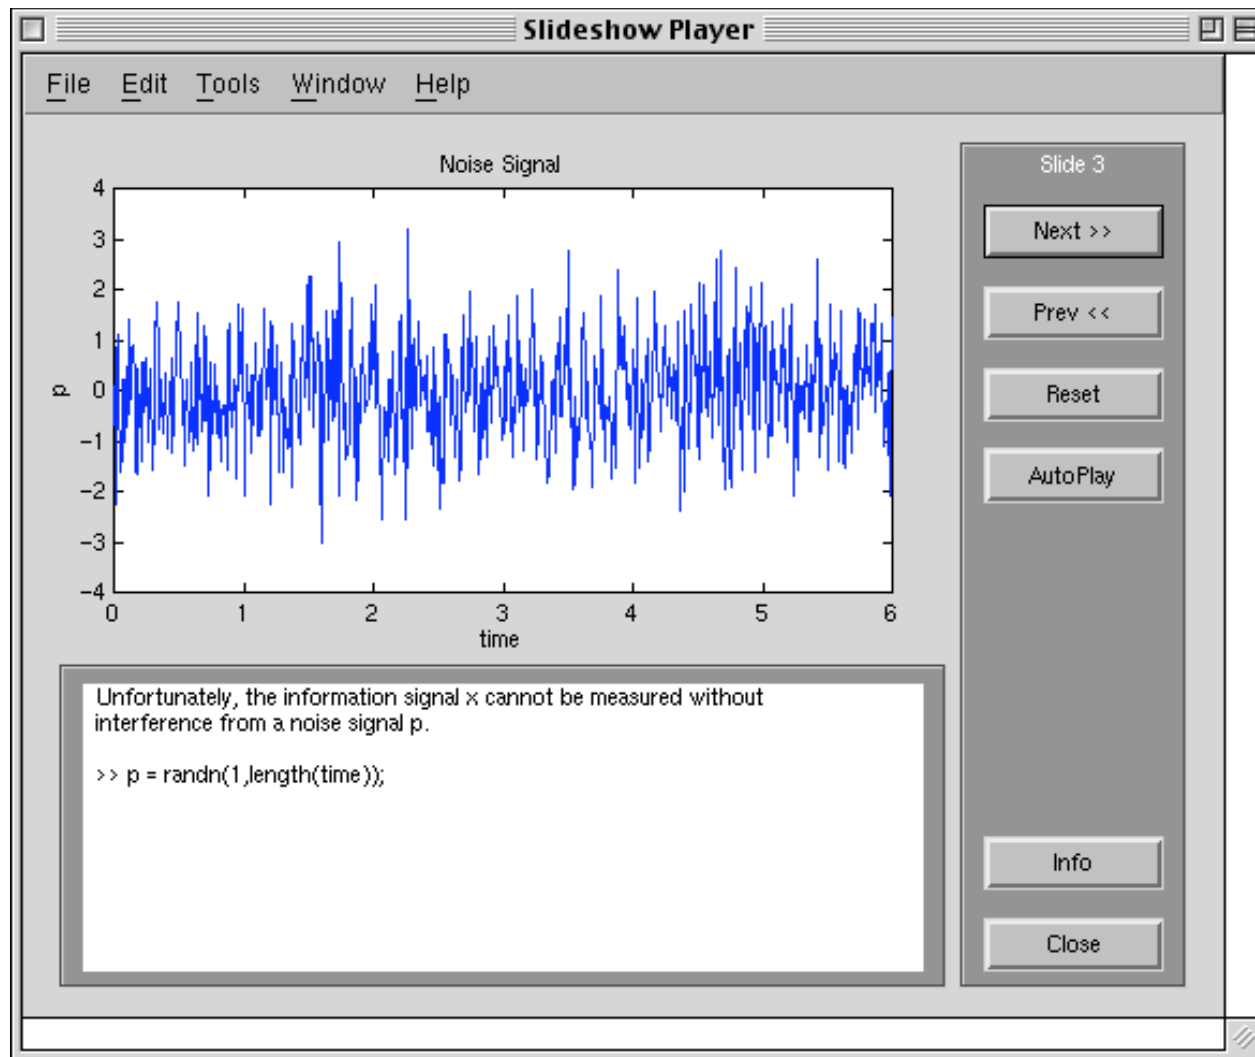 Slideshow Player
File Edit Tools Window Help
Noise Signal
4
3
2
1
0
−1
−2
−3
−4
p
0 1 2 3 4 5 6
time
Unfortunately, the information signal x cannot be measured without
interference from a noise signal p.
>> p = randn(1,length(time));
Slide 3
Next >>
Prev <<
Reset
AutoPlay
Info
Close